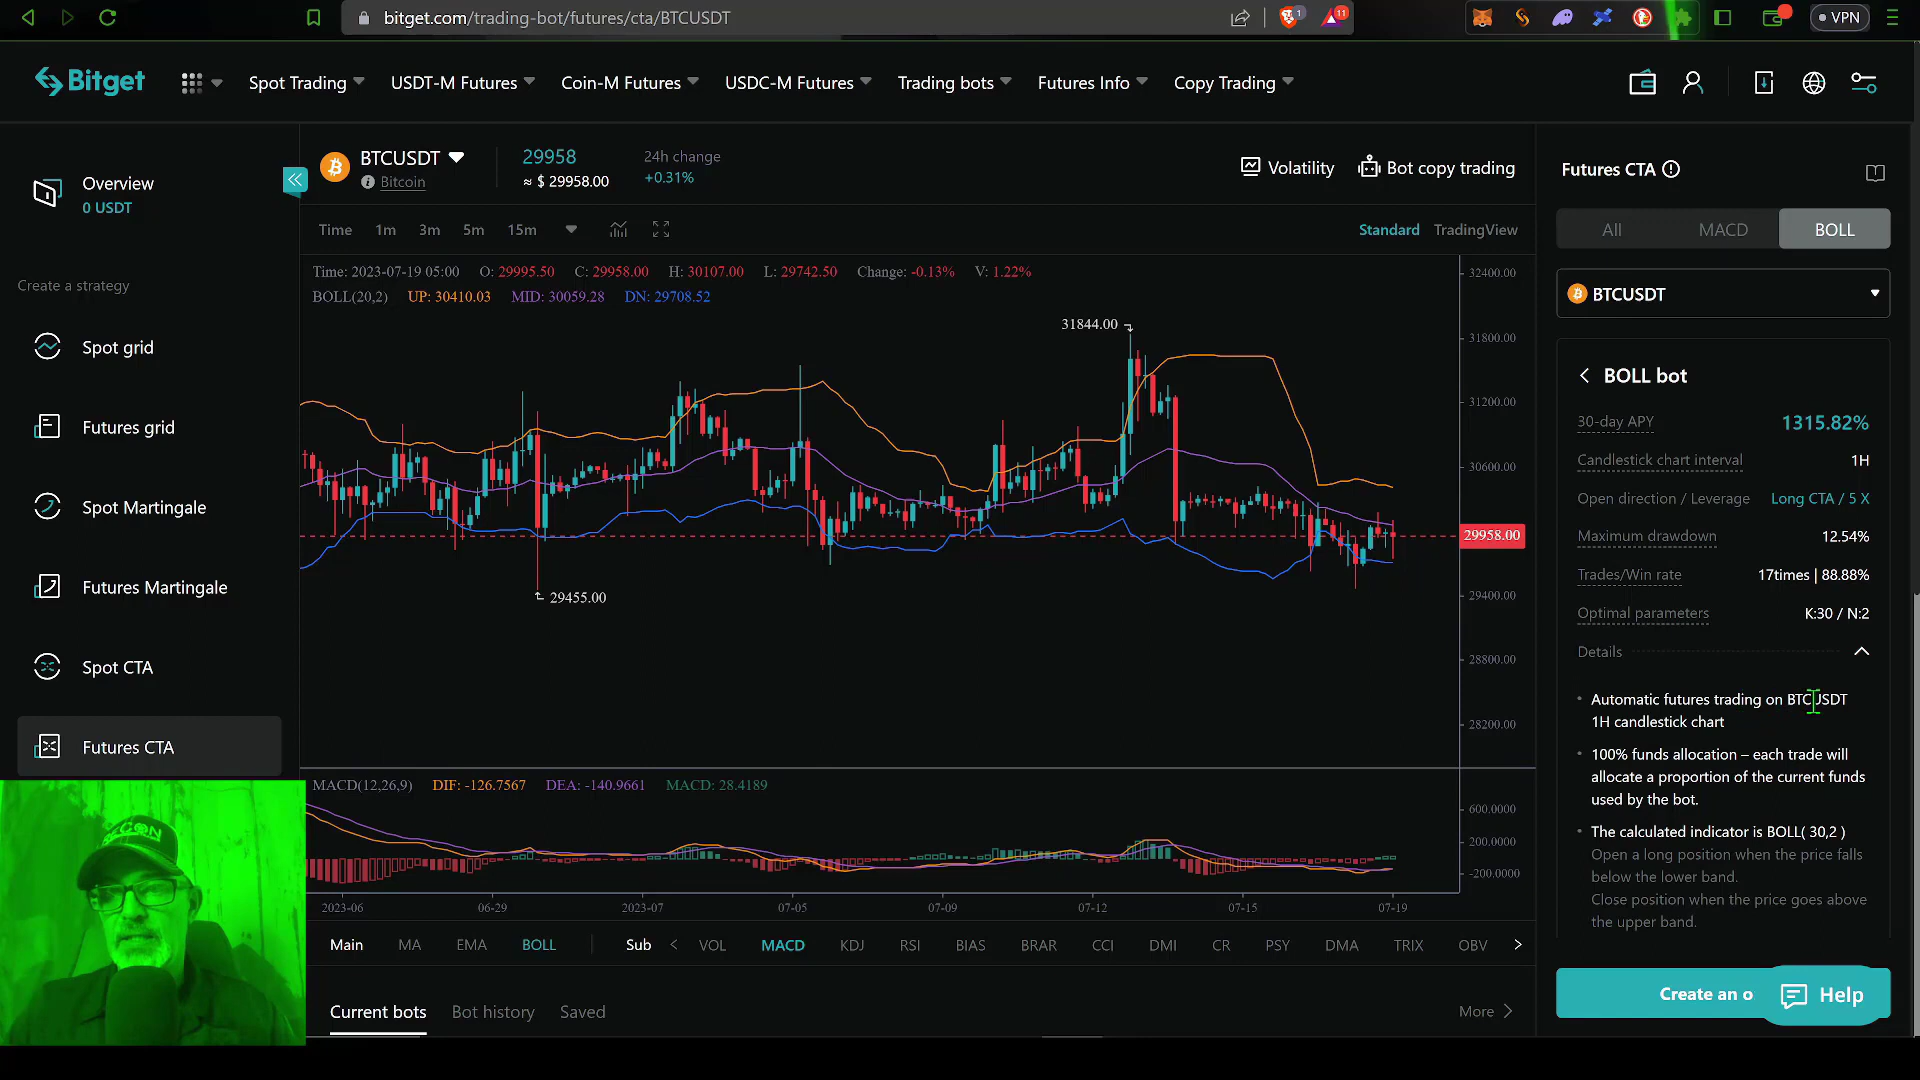 bitget.com/trading-bot/futures/cta/BTCUSDT
1
11
VPN
Bitget
Spot Trading
USDT-M Futures
Coin-M Futures
USDC-M Futures
Trading bots
Futures Info
Copy Trading
Overview
0 USDT
Create a strategy
Spot grid
Futures grid
Spot Martingale
Futures Martingale
Spot CTA
Futures CTA
BTCUSDT
Bitcoin
29958
≈ $ 29958.00
24h change
+0.31%
Volatility
Bot copy trading
Time 1m 3m 5m 15m
Standard TradingView
Time: 2023-07-19 05:00 O: 29995.50 C: 29958.00 H: 30107.00 L: 29742.50 Change: -0.13% V: 1.22%
BOLL(20,2) UP: 30410.03 MID: 30059.28 DN: 29708.52
31844.00
29455.00
32400.00
31800.00
31200.00
30600.00
29958.00
29400.00
28800.00
28200.00
MACD(12,26,9) DIF: -126.7567 DEA: -140.9661 MACD: 28.4189
600.0000
200.0000
-200.0000
2023-06 06-29 2023-07 07-05 07-09 07-12 07-15 07-19
Main MA EMA BOLL Sub VOL MACD KDJ RSI BIAS BRAR CCI DMI CR PSY DMA TRIX OBV
Current bots Bot history Saved More
Futures CTA
All MACD BOLL
BTCUSDT
BOLL bot
30-day APY 1315.82%
Candlestick chart interval 1H
Open direction / Leverage Long CTA / 5 X
Maximum drawdown 12.54%
Trades/Win rate 17times | 88.88%
Optimal parameters K:30 / N:2
Details
• Automatic futures trading on BTCUSDT
1H candlestick chart
• 100% funds allocation – each trade will
allocate a proportion of the current funds
used by the bot.
• The calculated indicator is BOLL( 30,2 )
Open a long position when the price falls
below the lower band.
Close position when the price goes above
the upper band.
Create an o
Help